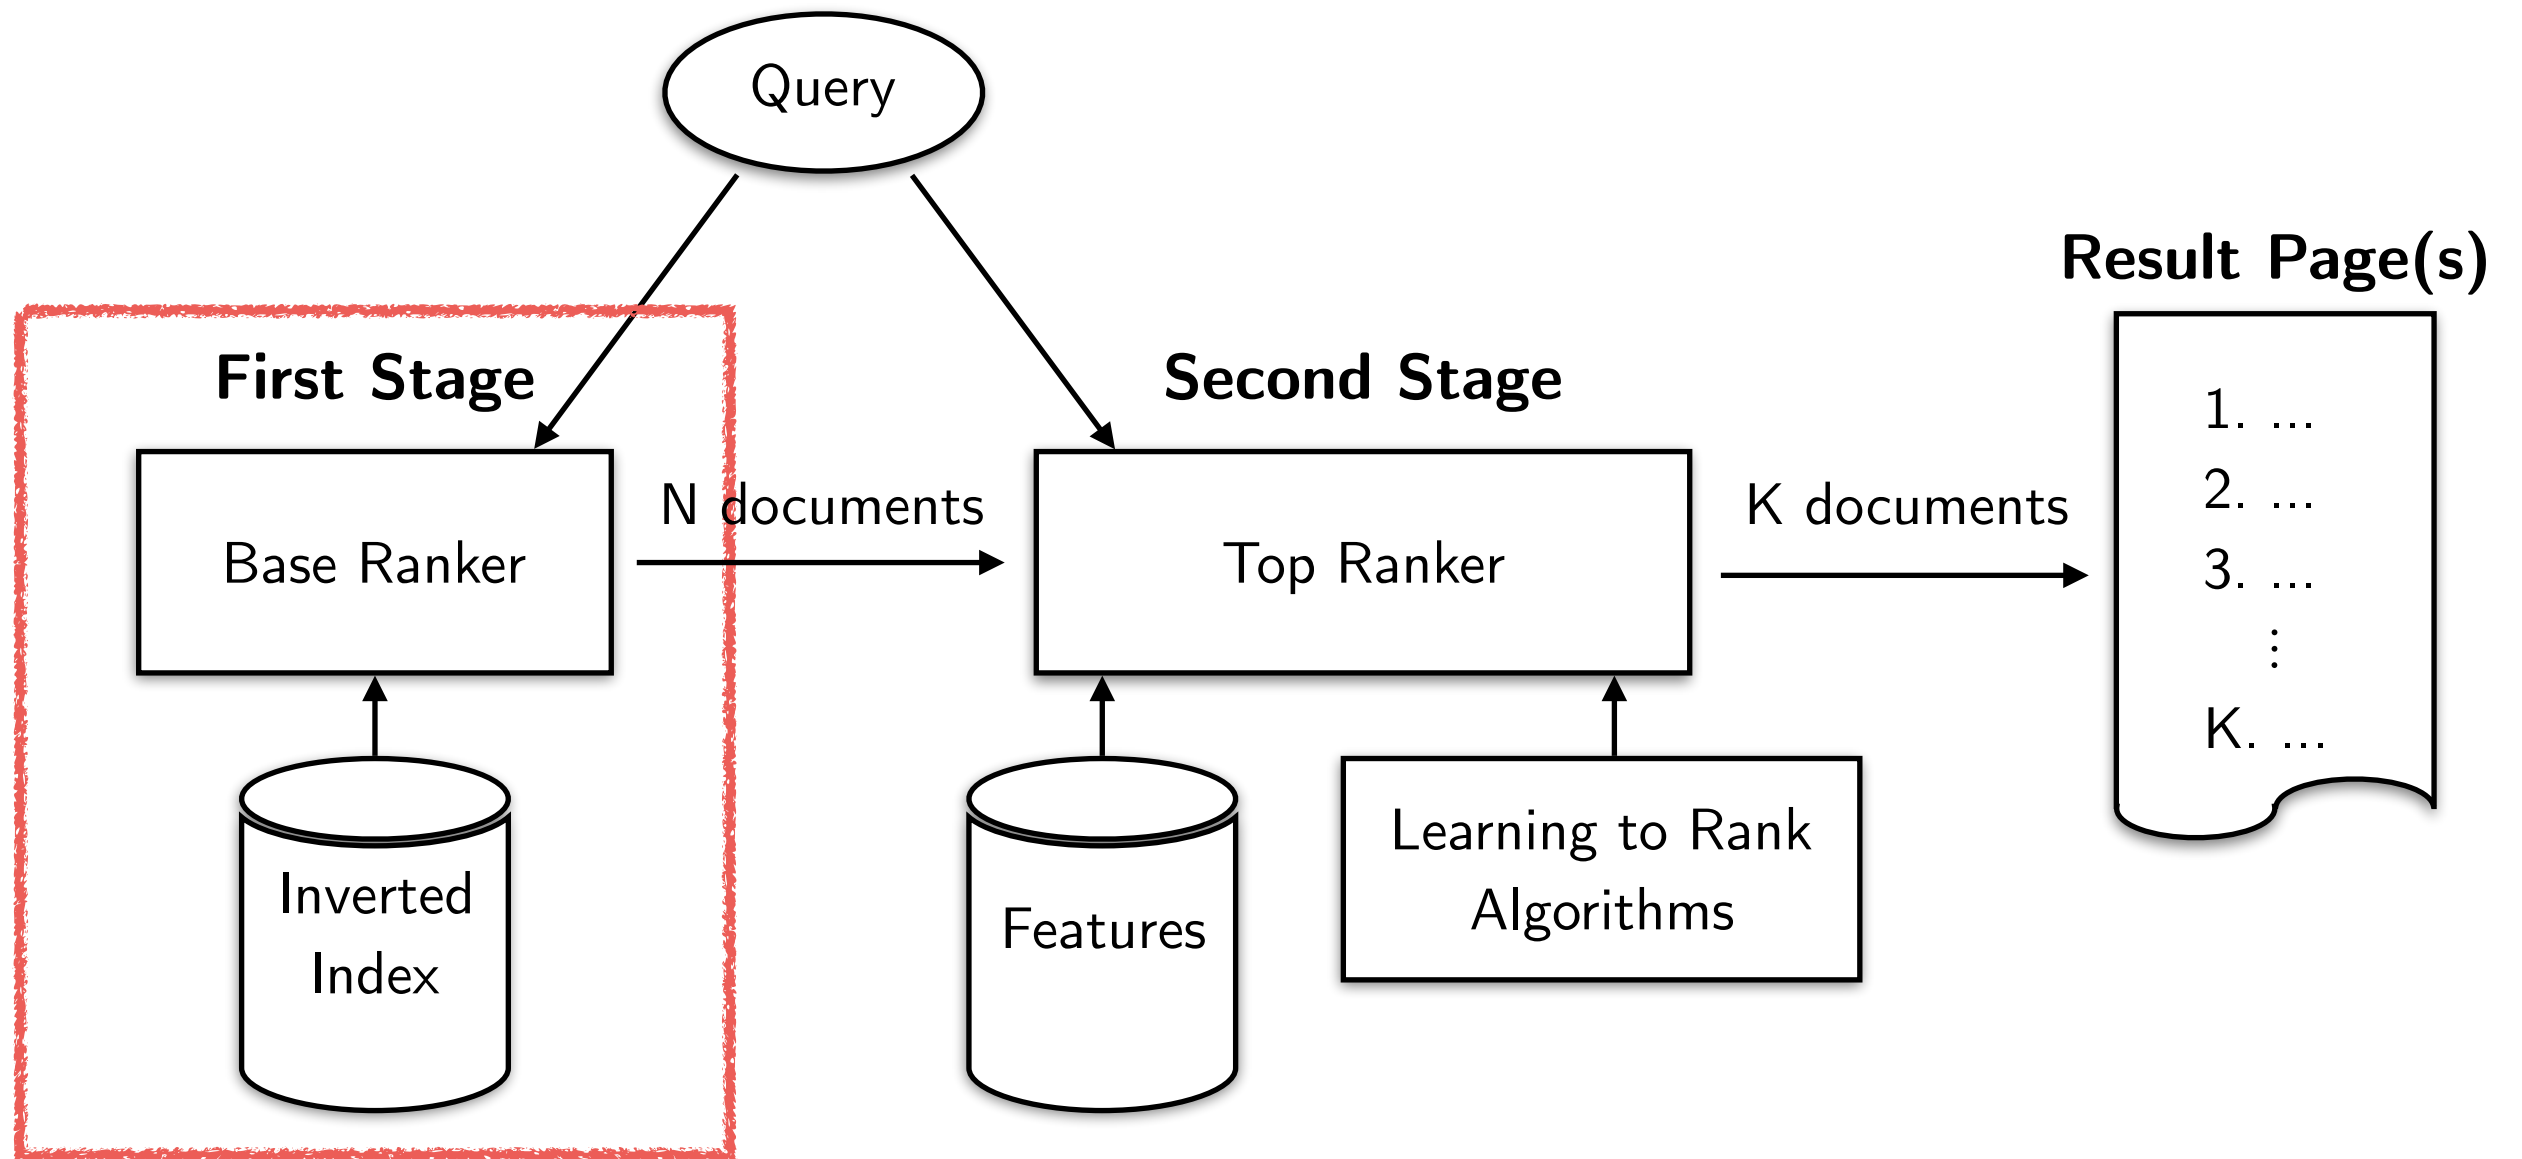 Query
First Stage
Base Ranker
Inverted
Index
N documents
Second Stage
Top Ranker
Features
Learning to Rank
Algorithms
K documents
Result Page(s)
1. ...
2. ...
3. ...
⋮
K. ...